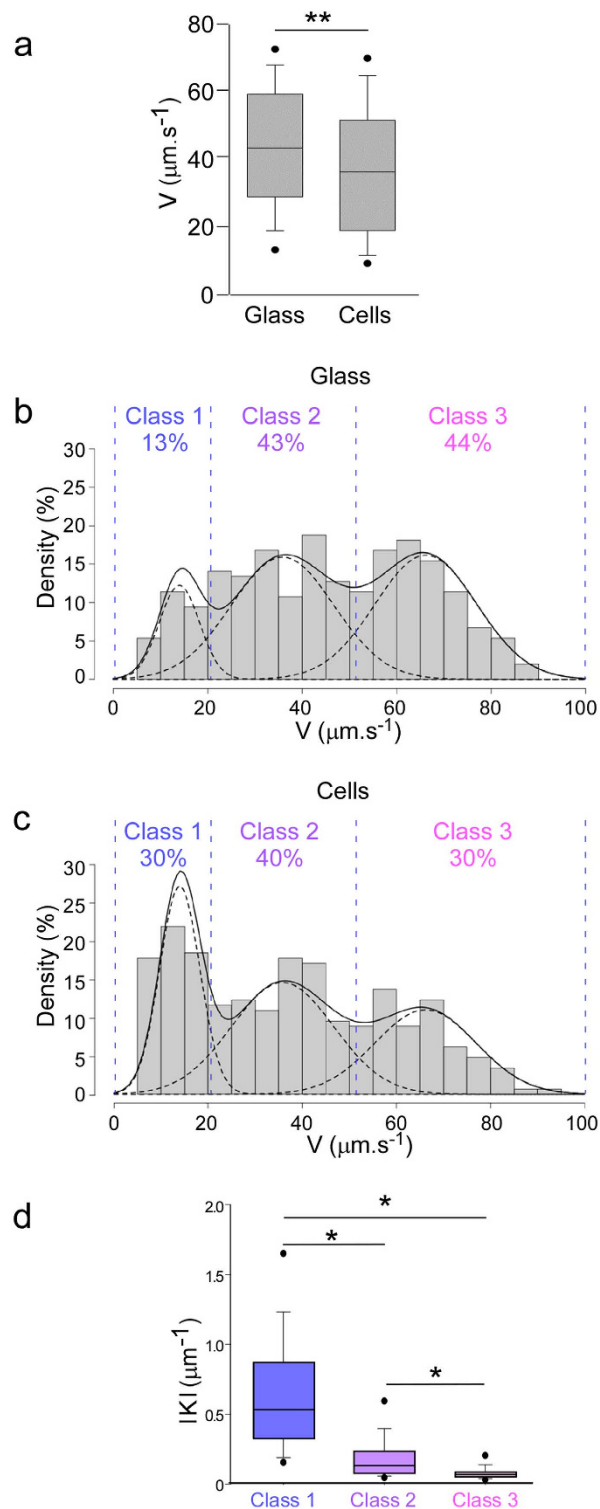 a
**
80
60
40
20
0
V (μm.s⁻¹)
Glass Cells
Glass
b
Class 1 Class 2 Class 3
13% 43% 44%
30
25
20
15
10
5
0
Density (%)
0 20 40 60 80 100
V (μm.s⁻¹)
Cells
c
Class 1 Class 2 Class 3
30% 40% 30%
30
25
20
15
10
5
0
Density (%)
0 20 40 60 80 100
V (μm.s⁻¹)
d
*
*
*
2.0
1.5
1.0
0.5
0
IKI (μm⁻¹)
Class 1 Class 2 Class 3